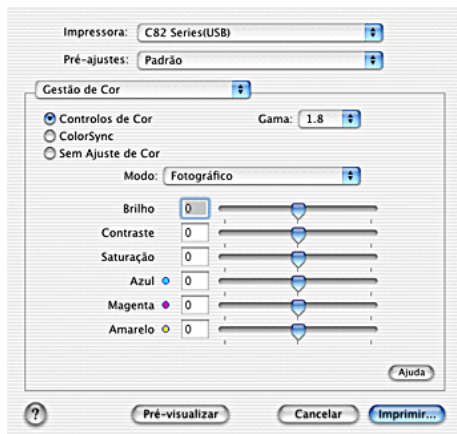 Impressora: C82 Series(USB)
Pré-ajustes: Padrão
Gestão de Cor
Controlos de Cor Gama: 1.8
ColorSync
Sem Ajuste de Cor
Modo: Fotográfico
Brilho 0
Contraste 0
Saturação 0
Azul 0
Magenta 0
Amarelo 0
Ajuda
? Pré-visualizar Cancelar Imprimir...